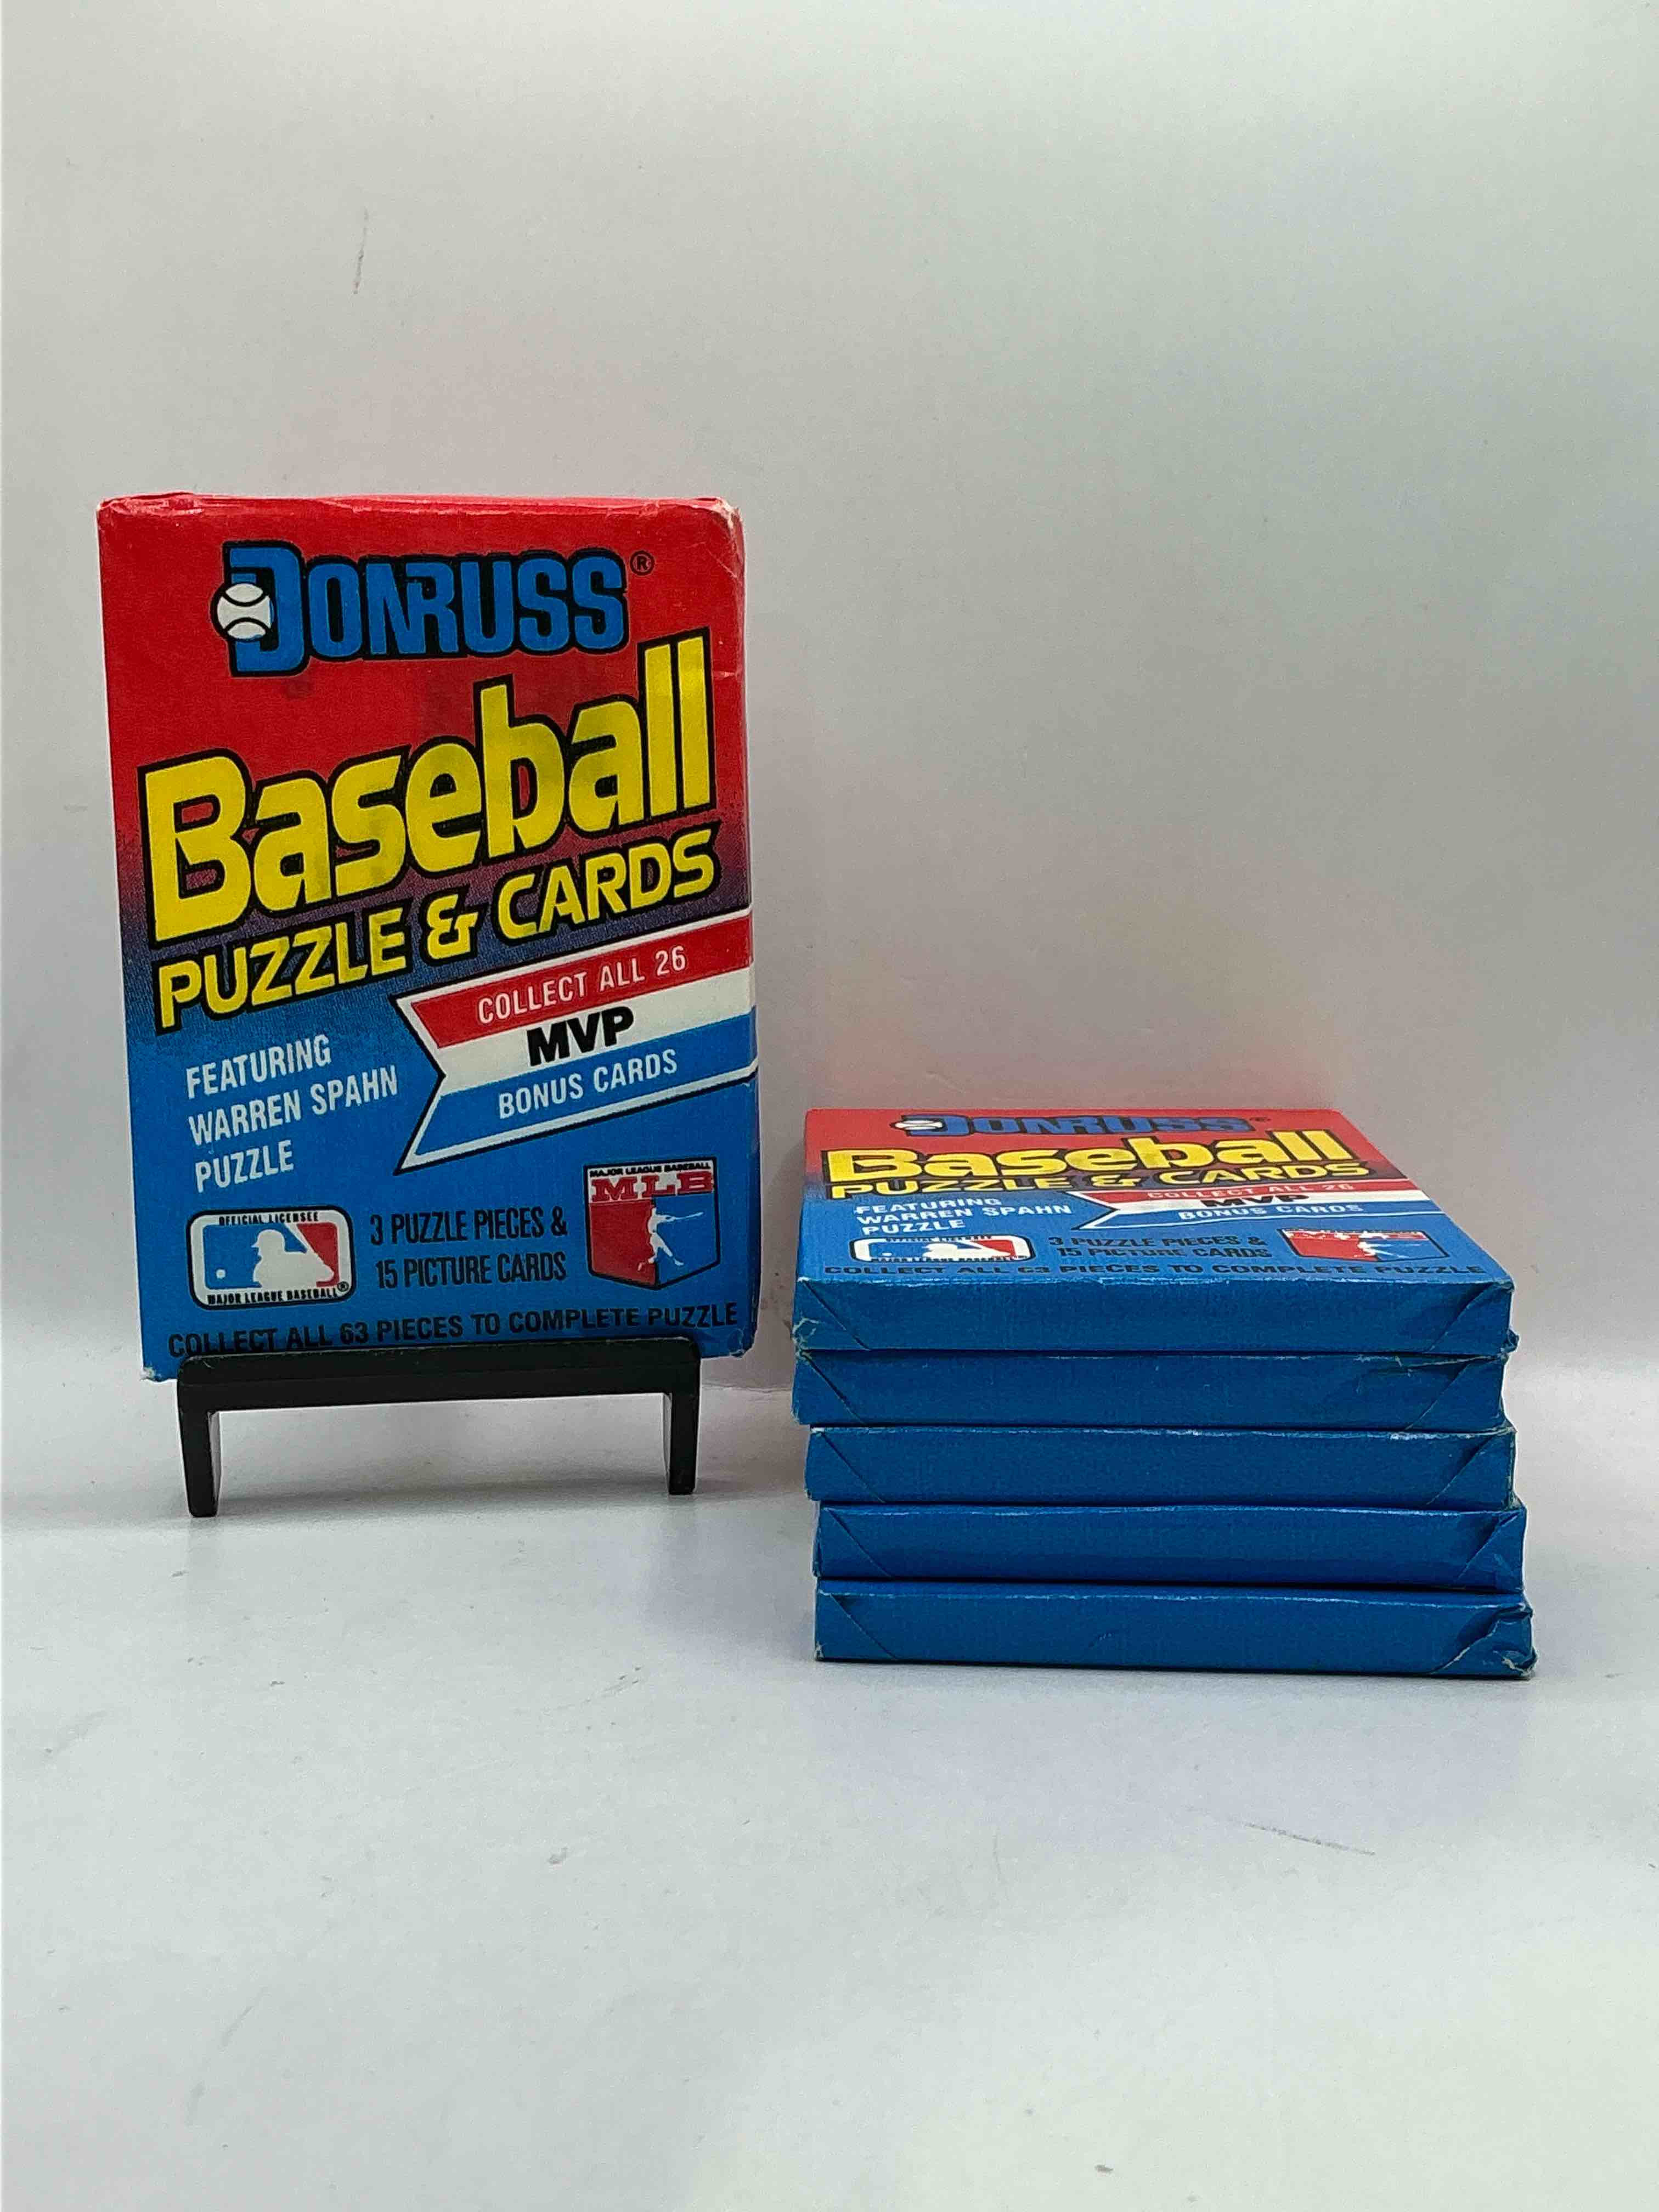 DONRUSS®
Baseball
PUZZLE & CARDS
COLLECT ALL 26
MVP
BONUS CARDS
FEATURING
WARREN SPAHN
PUZZLE
OFFICIAL LICENSEE
MAJOR LEAGUE BASEBALL®
3 PUZZLE PIECES &
15 PICTURE CARDS
MAJOR LEAGUE BASEBALL
MLB
COLLECT ALL 63 PIECES TO COMPLETE PUZZLE
DONRUSS®
Baseball
PUZZLE & CARDS
COLLECT ALL 26
MVP
BONUS CARDS
FEATURING
WARREN SPAHN
PUZZLE
3 PUZZLE PIECES &
15 PICTURE CARDS
COLLECT ALL 63 PIECES TO COMPLETE PUZZLE